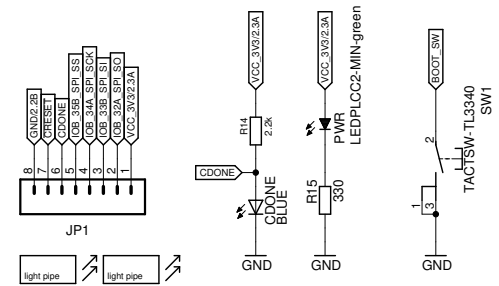 GND/2.2B
CRESET
CDONE
IOB_35B_SPI_SS
IOB_34A_SPI_SCK
IOB_33B_SPI_SI
IOB_32A_SPI_SO
VCC_3V3/2.3A
8
7
6
5
4
3
2
1
JP1
light pipe
light pipe
VCC_3V3/2.3A
R14
2.2k
CDONE
CDONE
BLUE
GND
VCC_3V3/2.3A
PWR
LEDPLCC2-MIN-green
R15
330
GND
BOOT_SW
2
TACTSW-TL3340
SW1
1
3
GND